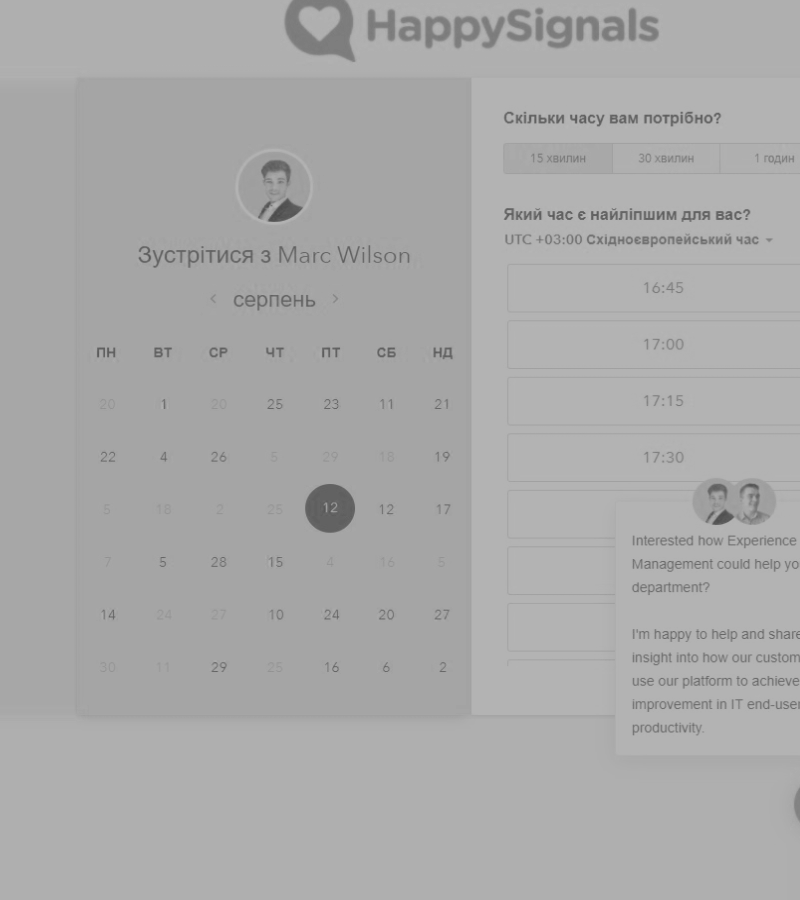 HappySignals
Зустрітися з Marc Wilson
серпень
ПН ВТ СР ЧТ ПТ СБ НД
20 1 20 25 23 11 21
22 4 26 5 29 18 19
5 18 2 25 12 12 17
7 5 28 15 4 16 5
14 24 27 10 24 20 27
30 11 29 25 16 6 2
Скільки часу вам потрібно?
15 хвилин 30 хвилин 1 годин
Який час є найліпшим для вас?
UTC +03:00 Східноєвропейський час
16:45
17:00
17:15
17:30
Interested how Experience
Management could help yo
department?
I'm happy to help and share
insight into how our custom
use our platform to achieve
improvement in IT end-user
productivity.